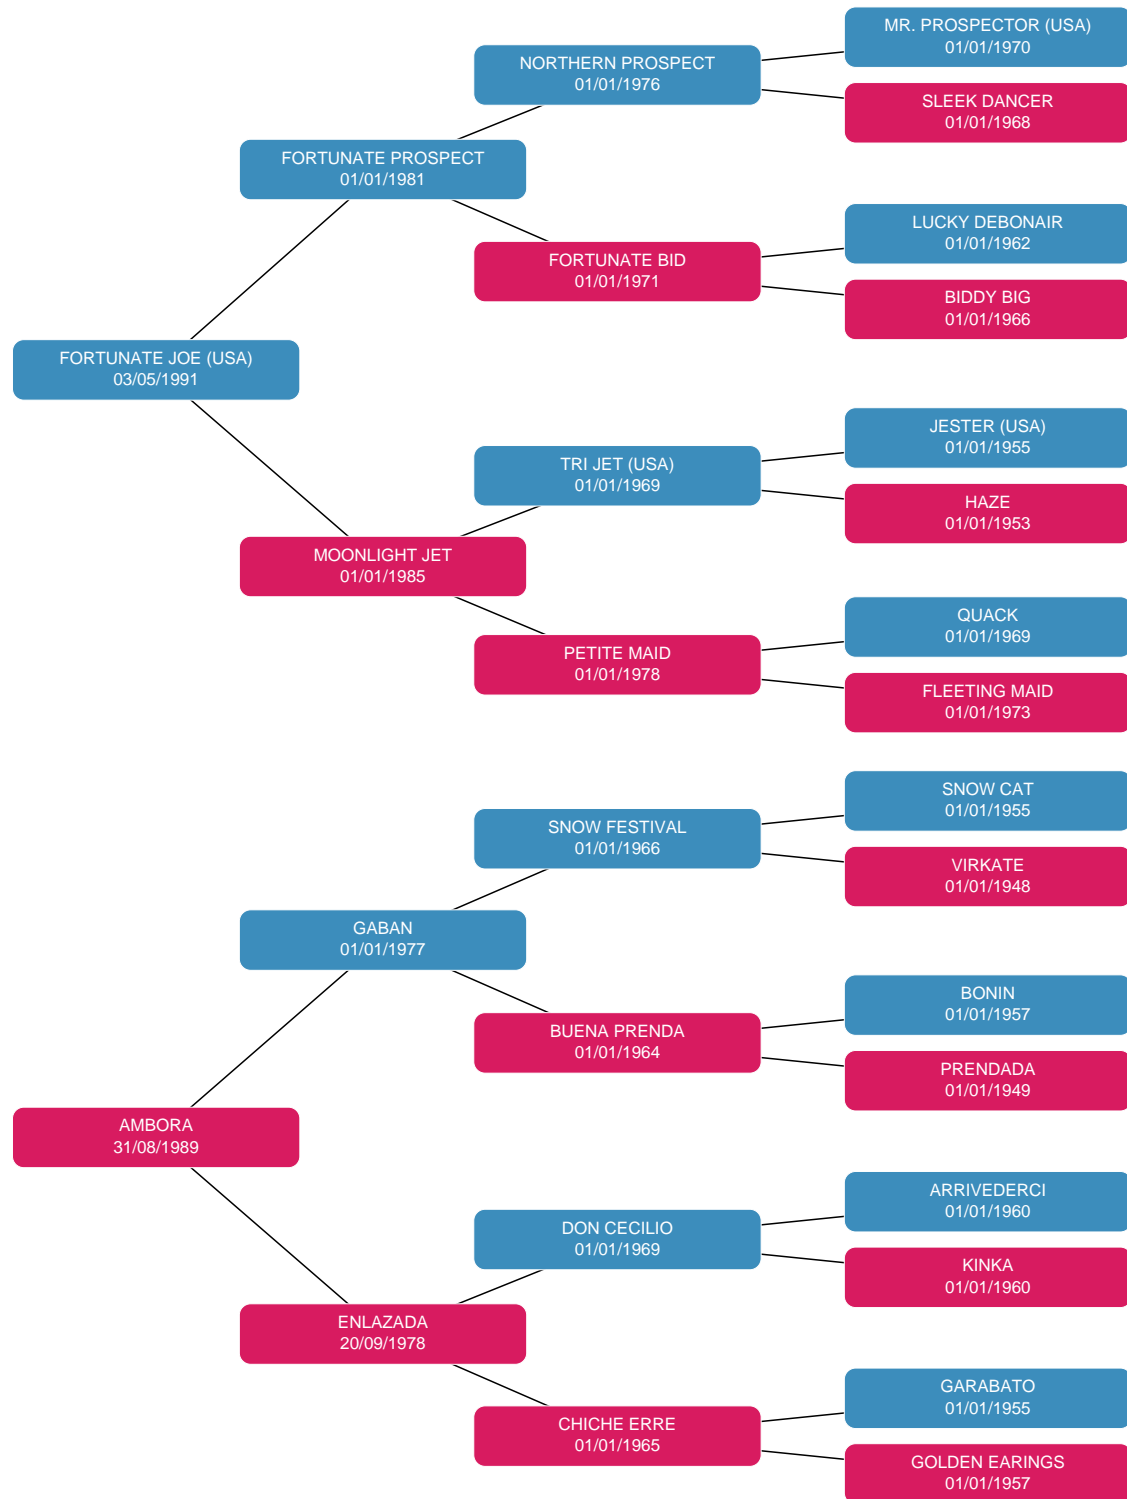 MR. PROSPECTOR (USA)
01/01/1970
NORTHERN PROSPECT
01/01/1976
SLEEK DANCER
01/01/1968
FORTUNATE PROSPECT
01/01/1981
LUCKY DEBONAIR
01/01/1962
FORTUNATE BID
01/01/1971
BIDDY BIG
01/01/1966
FORTUNATE JOE (USA)
03/05/1991
JESTER (USA)
01/01/1955
TRI JET (USA)
01/01/1969
HAZE
01/01/1953
MOONLIGHT JET
01/01/1985
QUACK
01/01/1969
PETITE MAID
01/01/1978
FLEETING MAID
01/01/1973
SNOW CAT
01/01/1955
SNOW FESTIVAL
01/01/1966
VIRKATE
01/01/1948
GABAN
01/01/1977
BONIN
01/01/1957
BUENA PRENDA
01/01/1964
PRENDADA
01/01/1949
AMBORA
31/08/1989
ARRIVEDERCI
01/01/1960
DON CECILIO
01/01/1969
KINKA
01/01/1960
ENLAZADA
20/09/1978
GARABATO
01/01/1955
CHICHE ERRE
01/01/1965
GOLDEN EARINGS
01/01/1957